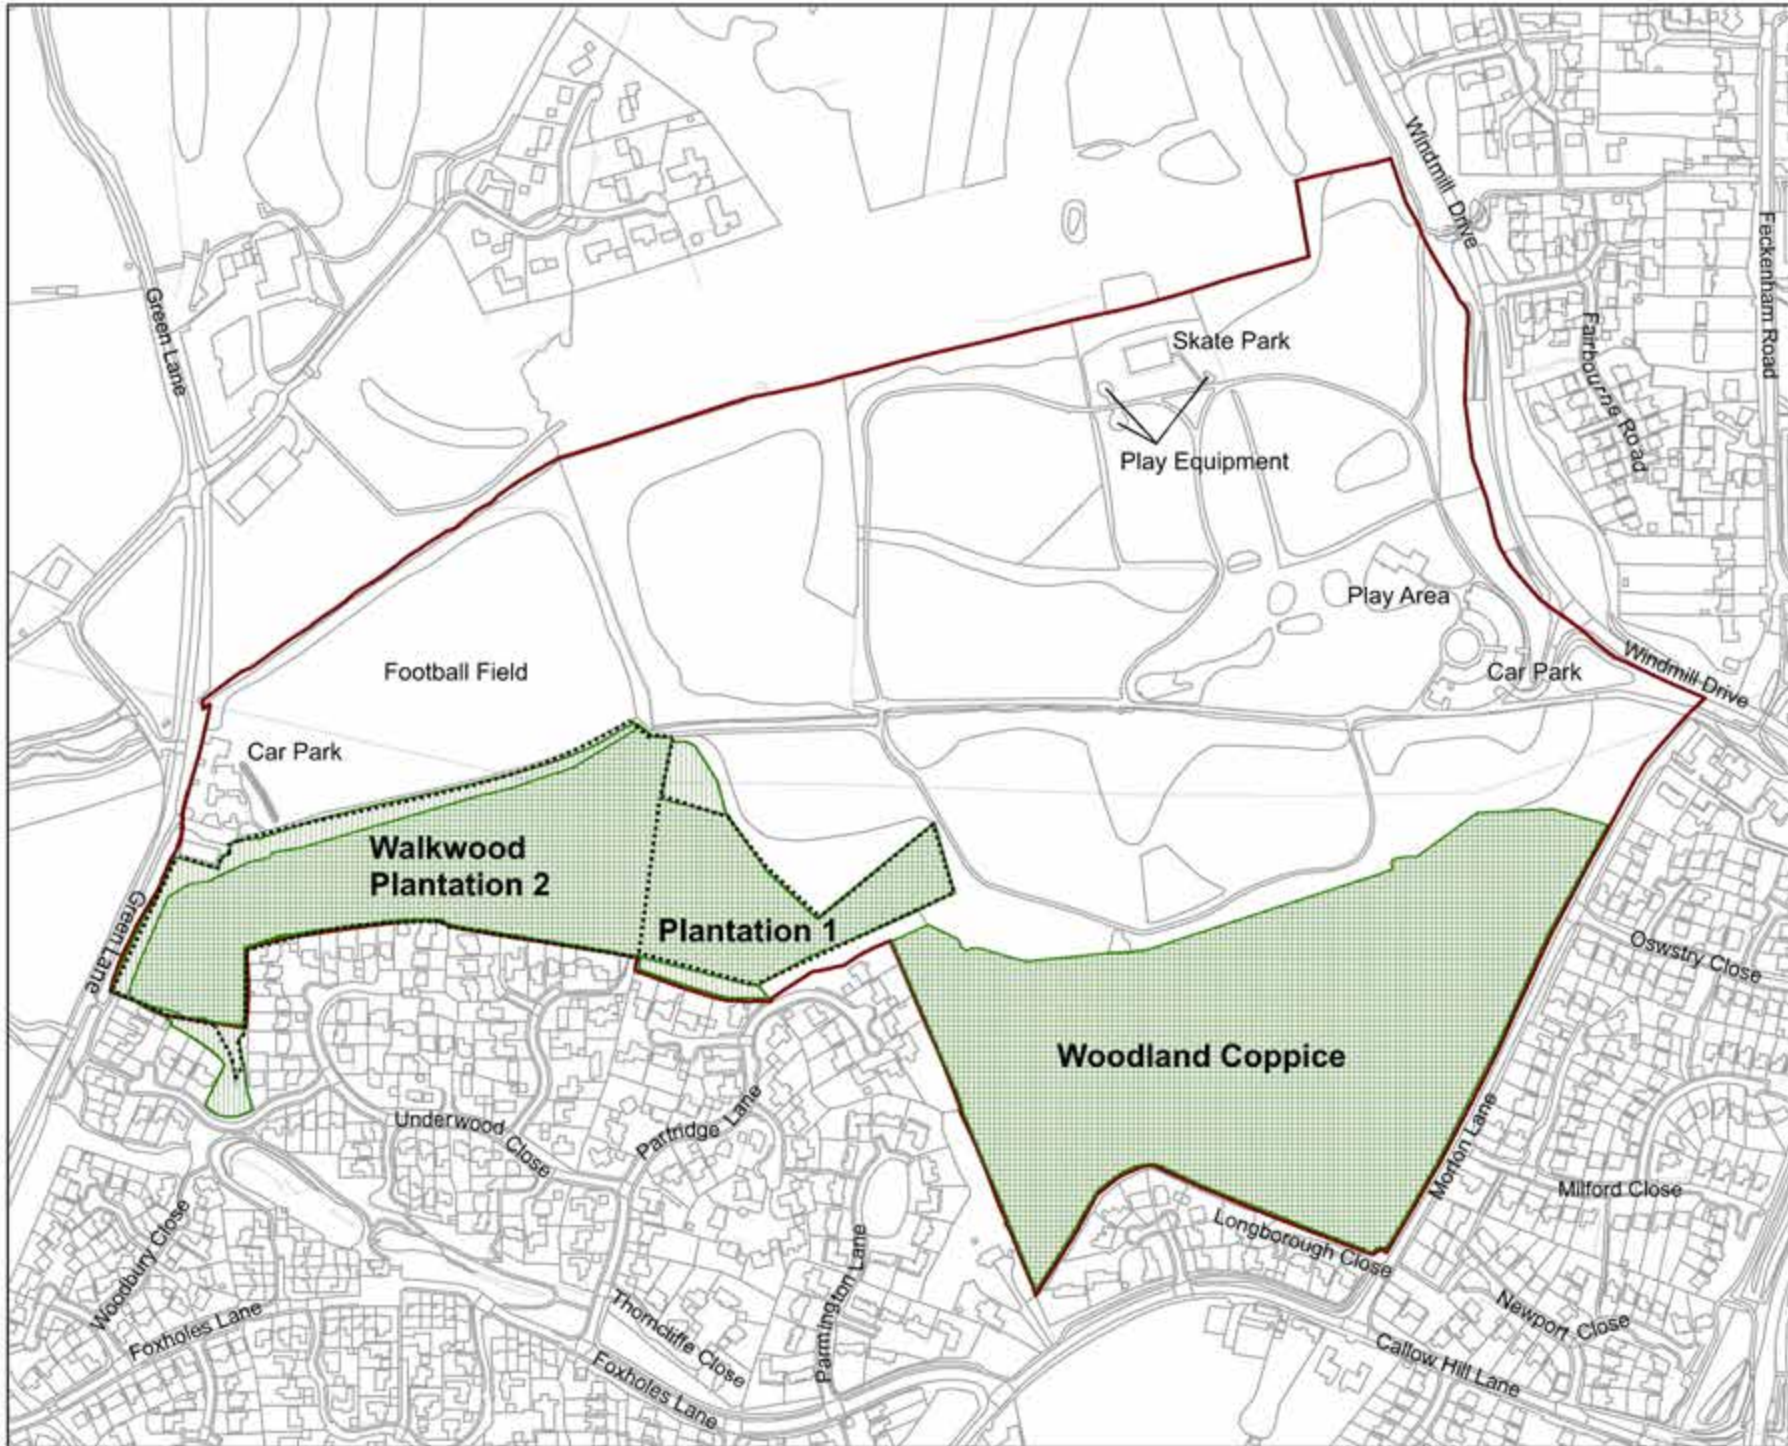 Windmill Drive
Feckenham Road
Green Lane
Skate Park
Fairbourne Road
Play Equipment
Play Area
Football Field
Car Park
Windmill Drive
Car Park
Walkwood
Plantation 2
Plantation 1
Green Lane
Oswstry Close
Woodland Coppice
Underwood Close
Partridge Lane
Morton Lane
Milford Close
Woodbury Close
Longborough Close
Parmington Lane
Foxholes Lane
Thorncliffe Close
Newport Close
Callow Hill Lane
Foxholes Lane